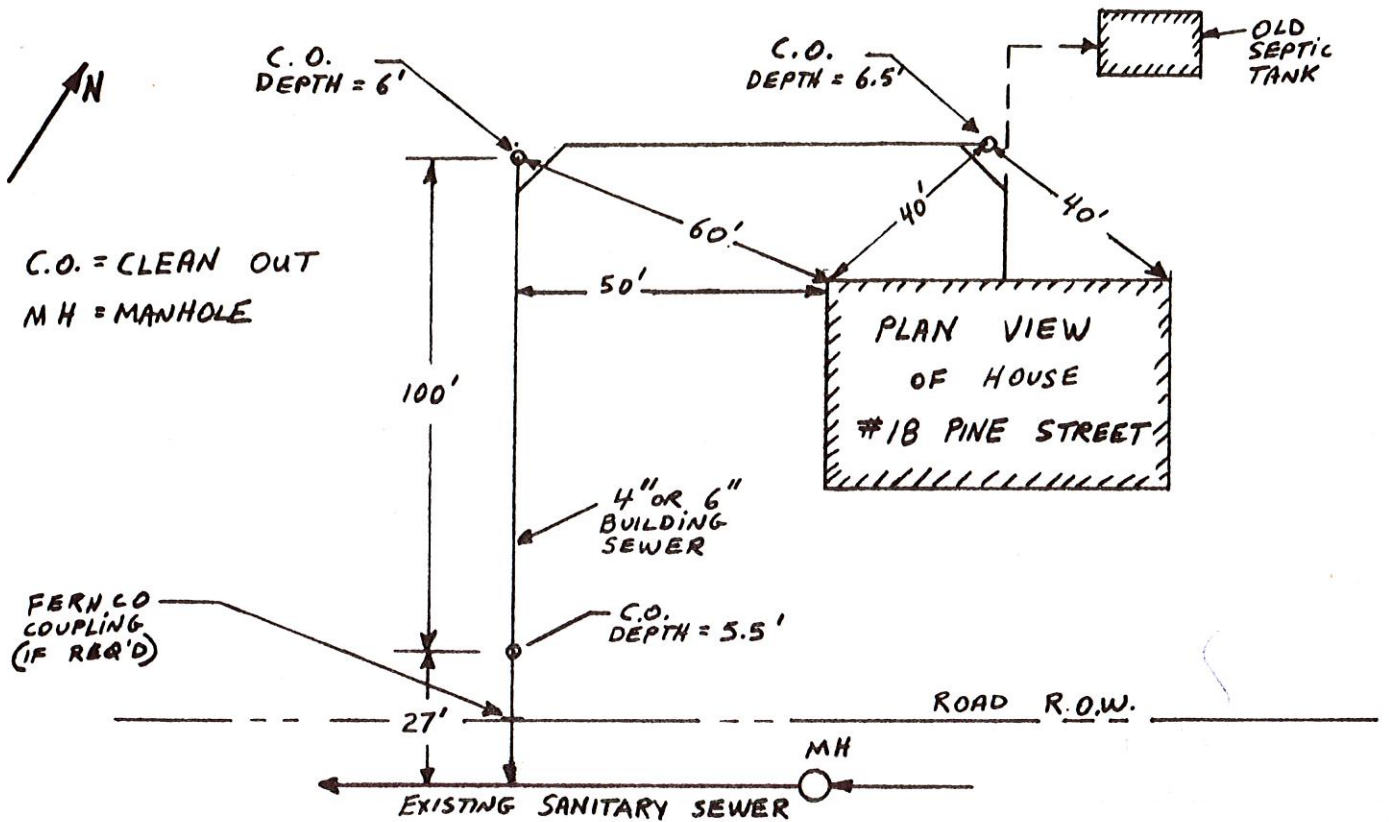 N
C.O.
DEPTH = 6'
C.O.
DEPTH = 6.5'
OLD
SEPTIC
TANK
C.O. = CLEAN OUT
MH = MANHOLE
60'
40'
40'
50'
100'
PLAN VIEW
OF HOUSE
#18 PINE STREET
4" OR 6"
BUILDING
SEWER
FERNCO
COUPLING
(IF REQ'D)
C.O.
DEPTH = 5.5'
27'
ROAD R.O.W.
MH
EXISTING SANITARY SEWER